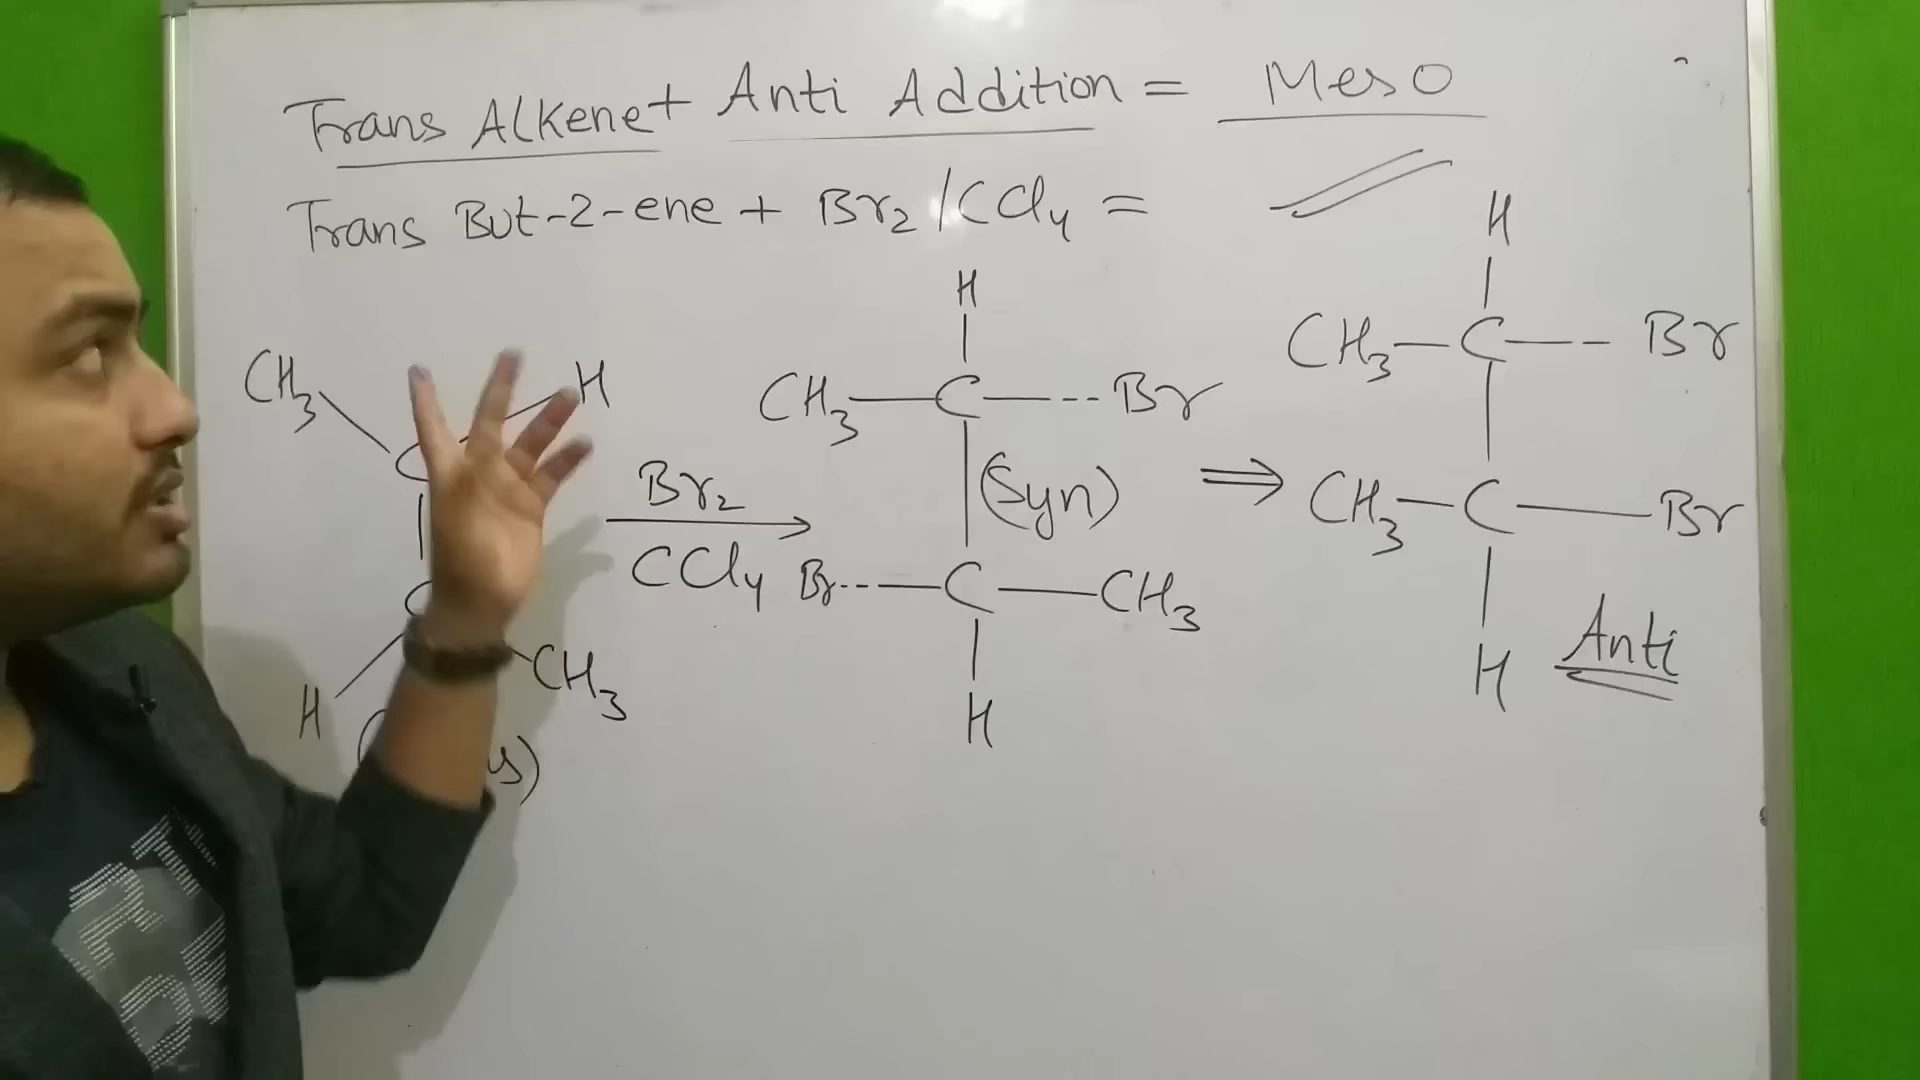 Trans Alkene + Anti Addition = Meso
Trans But-2-ene + Br2 / CCl4 =
CH3 H
C
C
H CH3
Br2
CCl4
H
CH3 — C --- Br
(Syn)
Br --- C — CH3
H
⇒
H
CH3 — C --- Br
CH3 — C — Br
H
Anti